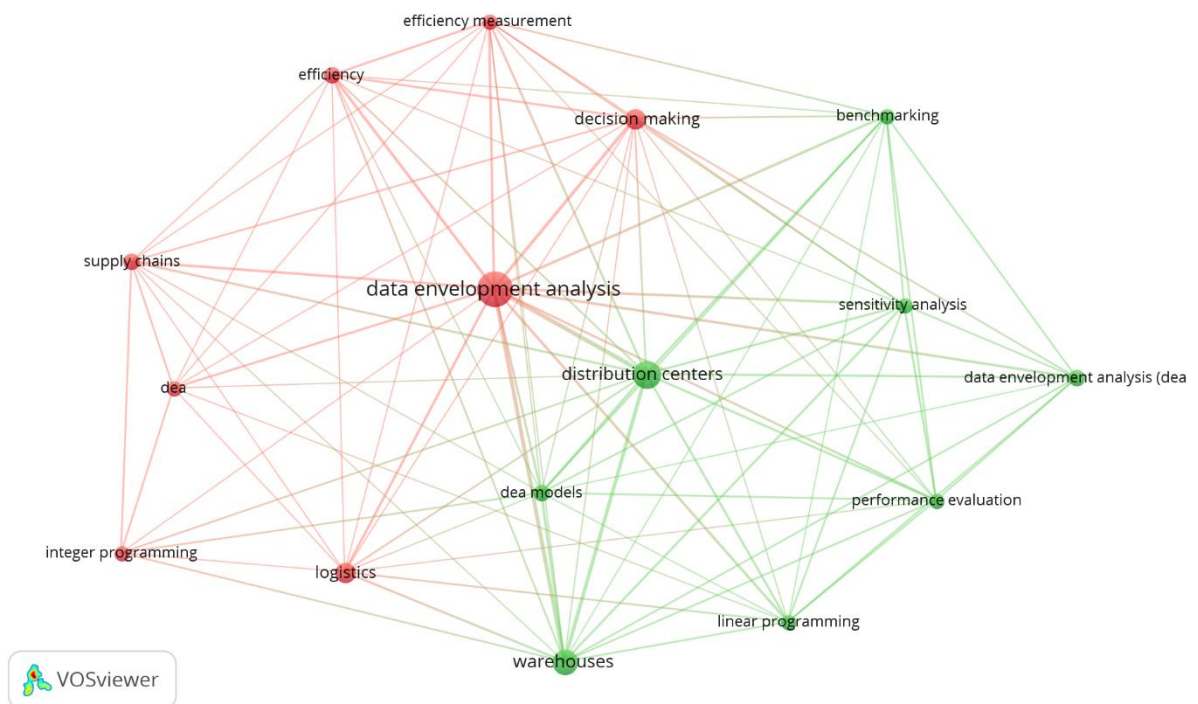 efficiency measurement
efficiency
decision making
benchmarking
supply chains
data envelopment analysis
sensitivity analysis
distribution centers
data envelopment analysis (dea
dea
dea models
performance evaluation
integer programming
logistics
linear programming
warehouses
VOSviewer